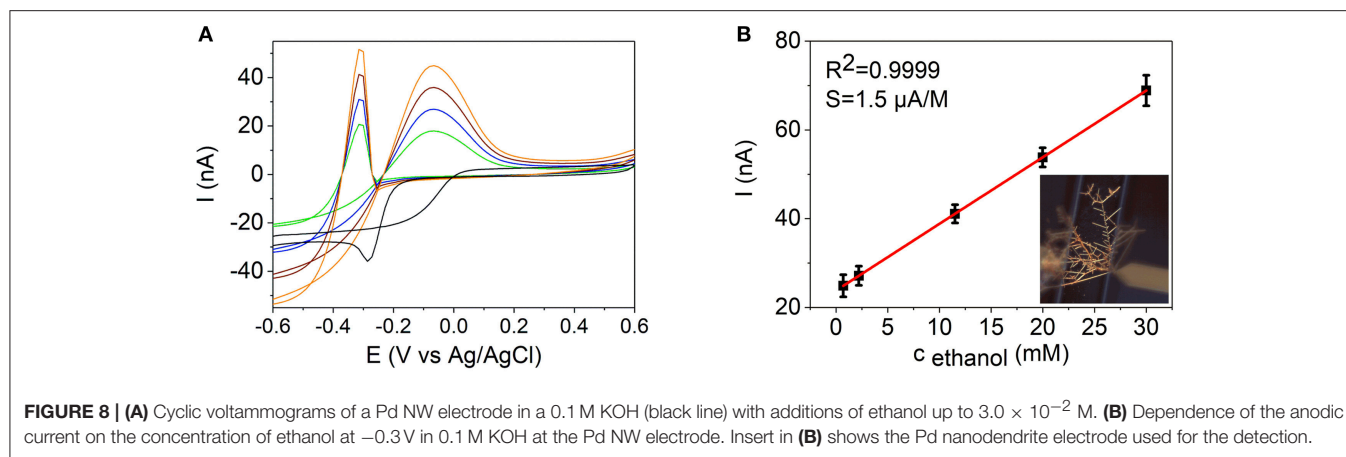 A
I (nA)
40
20
0
-20
-40
-0.6 -0.4 -0.2 0.0 0.2 0.4 0.6
E (V vs Ag/AgCl)
B
I (nA)
80
60
40
20
R²=0.9999
S=1.5 µA/M
0 5 10 15 20 25 30
c ethanol (mM)
FIGURE 8 | (A) Cyclic voltammograms of a Pd NW electrode in a 0.1 M KOH (black line) with additions of ethanol up to 3.0 × 10⁻² M. (B) Dependence of the anodic
current on the concentration of ethanol at −0.3 V in 0.1 M KOH at the Pd NW electrode. Insert in (B) shows the Pd nanodendrite electrode used for the detection.